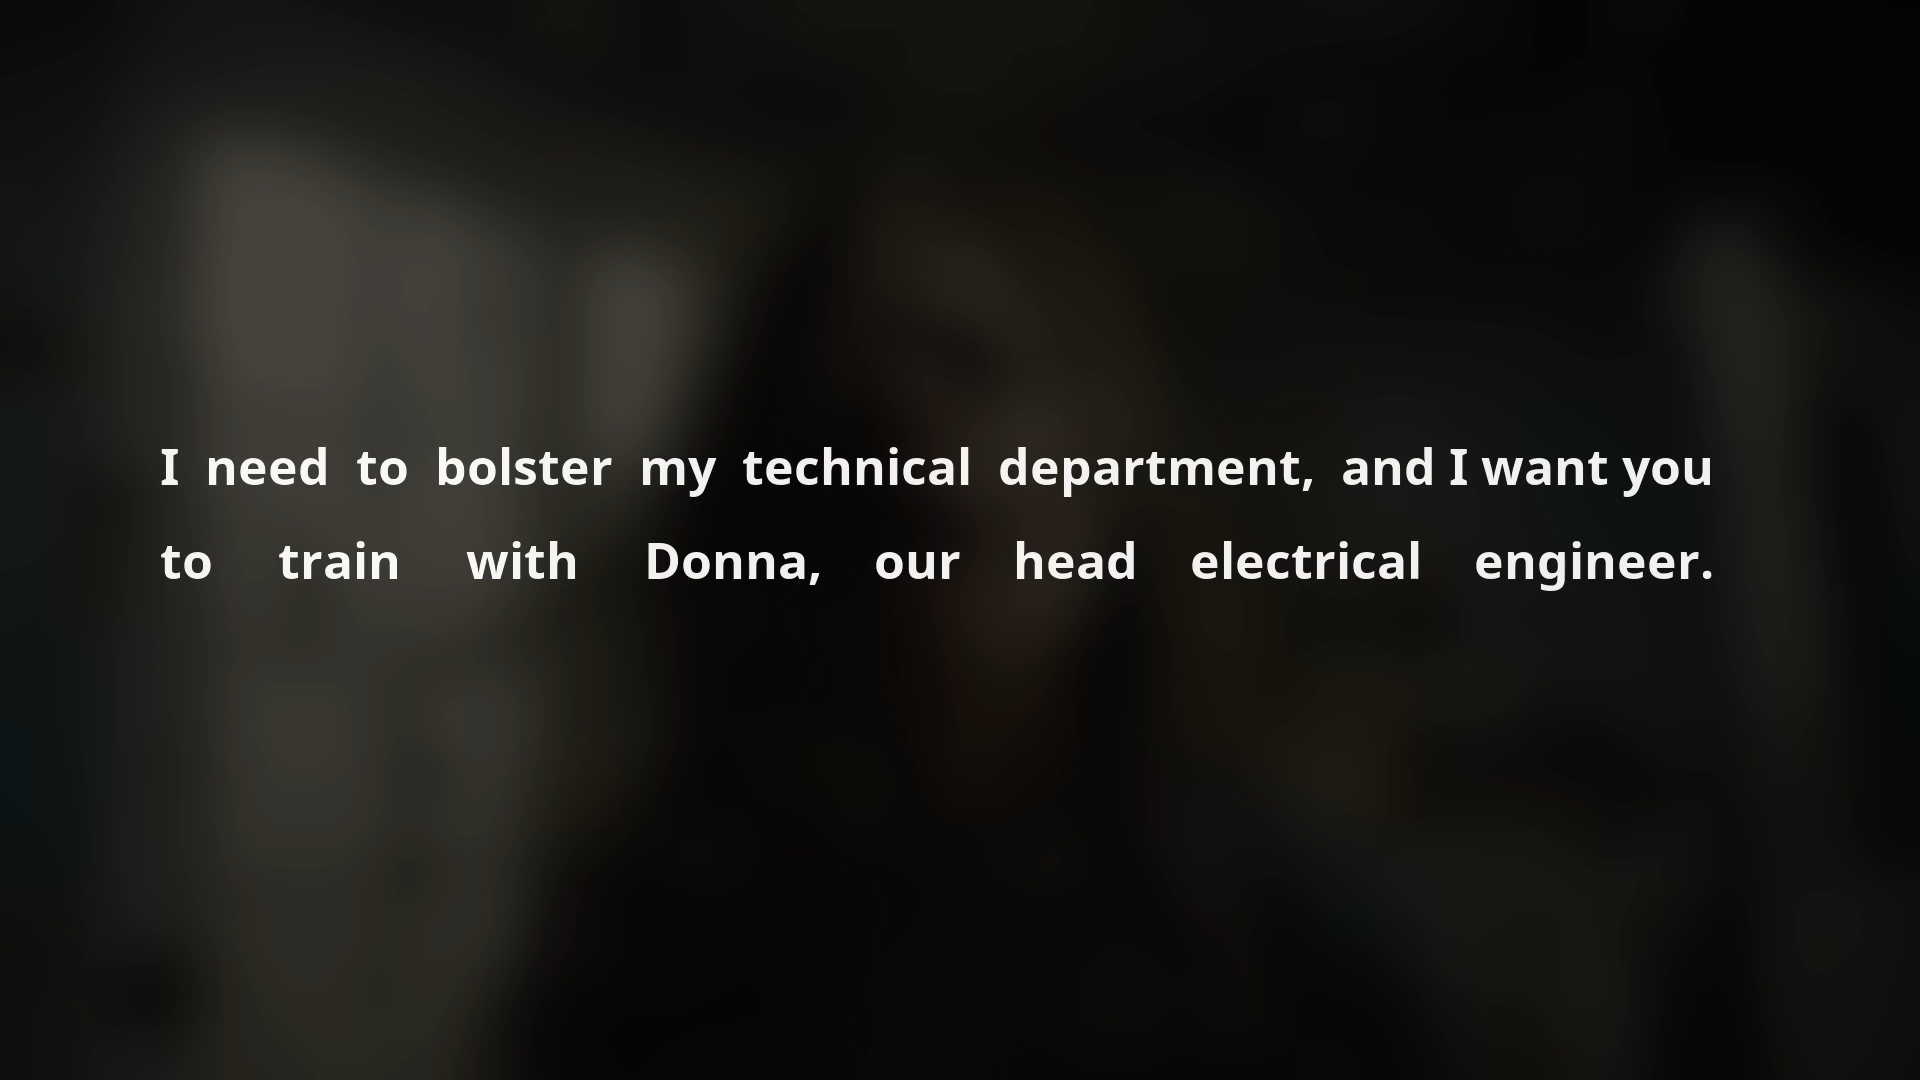 I need to bolster my technical department, and I want you
to train with Donna, our head electrical engineer.